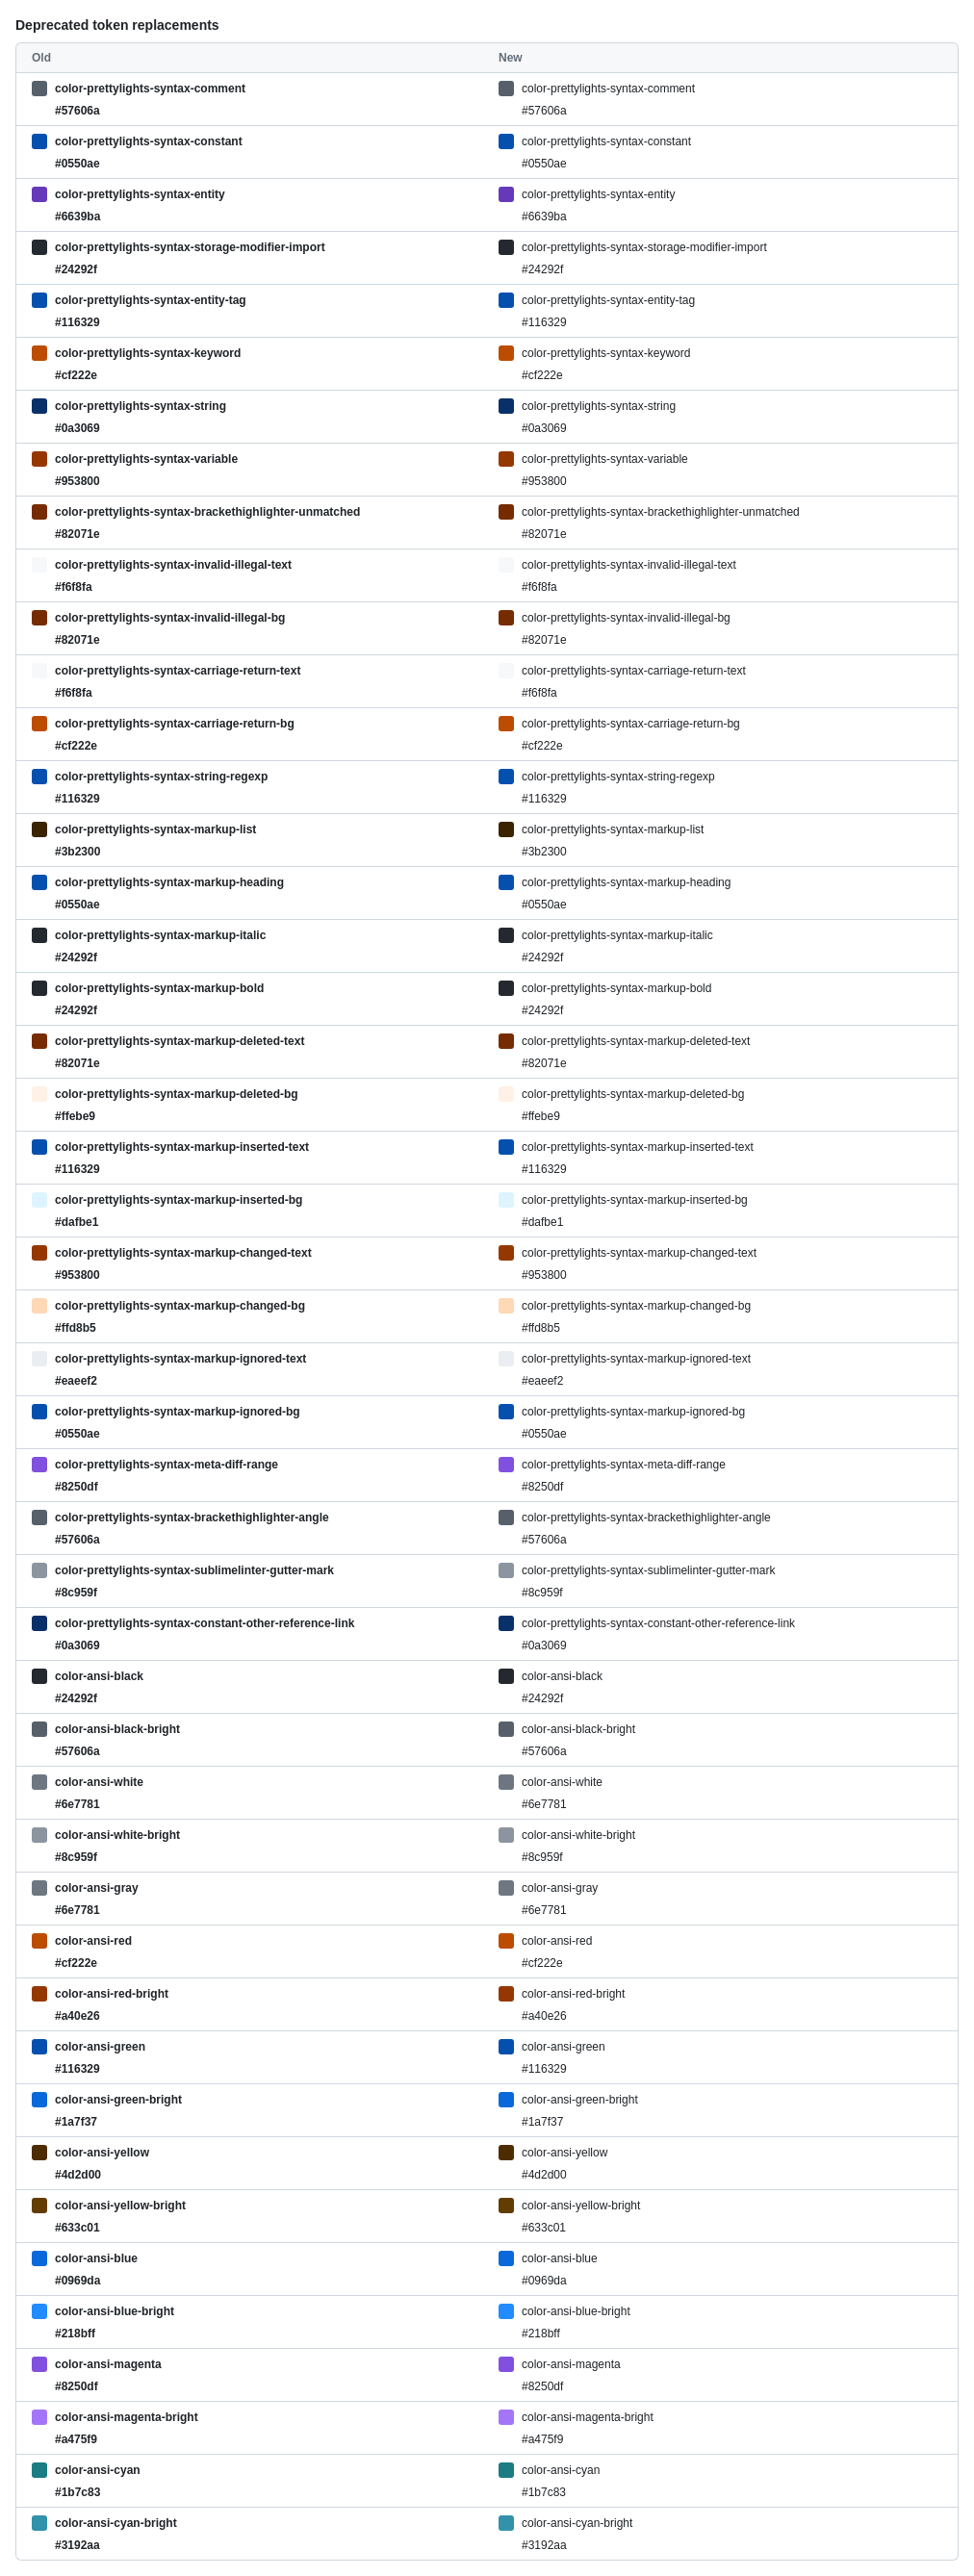 Deprecated token replacements
Old New
color-prettylights-syntax-comment color-prettylights-syntax-comment
#57606a #57606a
color-prettylights-syntax-constant color-prettylights-syntax-constant
#0550ae #0550ae
color-prettylights-syntax-entity color-prettylights-syntax-entity
#6639ba #6639ba
color-prettylights-syntax-storage-modifier-import color-prettylights-syntax-storage-modifier-import
#24292f #24292f
color-prettylights-syntax-entity-tag color-prettylights-syntax-entity-tag
#116329 #116329
color-prettylights-syntax-keyword color-prettylights-syntax-keyword
#cf222e #cf222e
color-prettylights-syntax-string color-prettylights-syntax-string
#0a3069 #0a3069
color-prettylights-syntax-variable color-prettylights-syntax-variable
#953800 #953800
color-prettylights-syntax-brackethighlighter-unmatched color-prettylights-syntax-brackethighlighter-unmatched
#82071e #82071e
color-prettylights-syntax-invalid-illegal-text color-prettylights-syntax-invalid-illegal-text
#f6f8fa #f6f8fa
color-prettylights-syntax-invalid-illegal-bg color-prettylights-syntax-invalid-illegal-bg
#82071e #82071e
color-prettylights-syntax-carriage-return-text color-prettylights-syntax-carriage-return-text
#f6f8fa #f6f8fa
color-prettylights-syntax-carriage-return-bg color-prettylights-syntax-carriage-return-bg
#cf222e #cf222e
color-prettylights-syntax-string-regexp color-prettylights-syntax-string-regexp
#116329 #116329
color-prettylights-syntax-markup-list color-prettylights-syntax-markup-list
#3b2300 #3b2300
color-prettylights-syntax-markup-heading color-prettylights-syntax-markup-heading
#0550ae #0550ae
color-prettylights-syntax-markup-italic color-prettylights-syntax-markup-italic
#24292f #24292f
color-prettylights-syntax-markup-bold color-prettylights-syntax-markup-bold
#24292f #24292f
color-prettylights-syntax-markup-deleted-text color-prettylights-syntax-markup-deleted-text
#82071e #82071e
color-prettylights-syntax-markup-deleted-bg color-prettylights-syntax-markup-deleted-bg
#ffebe9 #ffebe9
color-prettylights-syntax-markup-inserted-text color-prettylights-syntax-markup-inserted-text
#116329 #116329
color-prettylights-syntax-markup-inserted-bg color-prettylights-syntax-markup-inserted-bg
#dafbe1 #dafbe1
color-prettylights-syntax-markup-changed-text color-prettylights-syntax-markup-changed-text
#953800 #953800
color-prettylights-syntax-markup-changed-bg color-prettylights-syntax-markup-changed-bg
#ffd8b5 #ffd8b5
color-prettylights-syntax-markup-ignored-text color-prettylights-syntax-markup-ignored-text
#eaeef2 #eaeef2
color-prettylights-syntax-markup-ignored-bg color-prettylights-syntax-markup-ignored-bg
#0550ae #0550ae
color-prettylights-syntax-meta-diff-range color-prettylights-syntax-meta-diff-range
#8250df #8250df
color-prettylights-syntax-brackethighlighter-angle color-prettylights-syntax-brackethighlighter-angle
#57606a #57606a
color-prettylights-syntax-sublimelinter-gutter-mark color-prettylights-syntax-sublimelinter-gutter-mark
#8c959f #8c959f
color-prettylights-syntax-constant-other-reference-link color-prettylights-syntax-constant-other-reference-link
#0a3069 #0a3069
color-ansi-black color-ansi-black
#24292f #24292f
color-ansi-black-bright color-ansi-black-bright
#57606a #57606a
color-ansi-white color-ansi-white
#6e7781 #6e7781
color-ansi-white-bright color-ansi-white-bright
#8c959f #8c959f
color-ansi-gray color-ansi-gray
#6e7781 #6e7781
color-ansi-red color-ansi-red
#cf222e #cf222e
color-ansi-red-bright color-ansi-red-bright
#a40e26 #a40e26
color-ansi-green color-ansi-green
#116329 #116329
color-ansi-green-bright color-ansi-green-bright
#1a7f37 #1a7f37
color-ansi-yellow color-ansi-yellow
#4d2d00 #4d2d00
color-ansi-yellow-bright color-ansi-yellow-bright
#633c01 #633c01
color-ansi-blue color-ansi-blue
#0969da #0969da
color-ansi-blue-bright color-ansi-blue-bright
#218bff #218bff
color-ansi-magenta color-ansi-magenta
#8250df #8250df
color-ansi-magenta-bright color-ansi-magenta-bright
#a475f9 #a475f9
color-ansi-cyan color-ansi-cyan
#1b7c83 #1b7c83
color-ansi-cyan-bright color-ansi-cyan-bright
#3192aa #3192aa